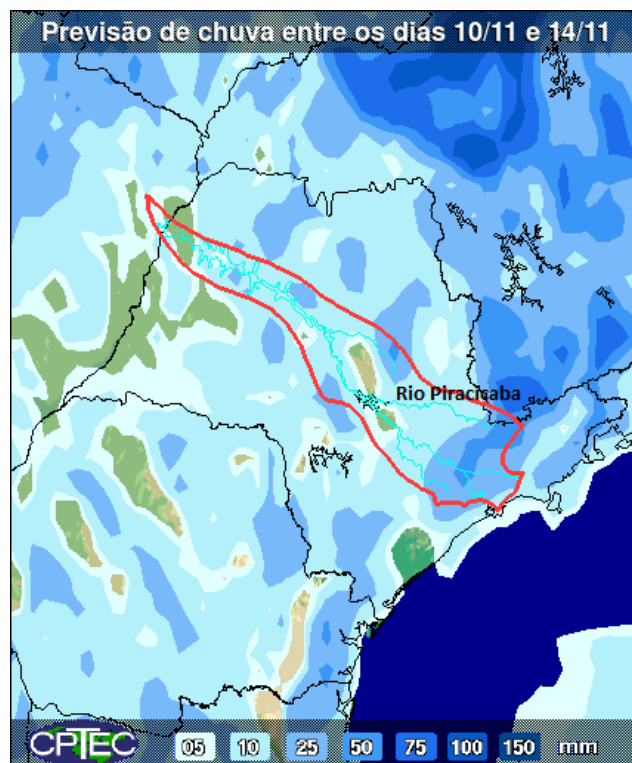 Previsão de chuva entre os dias 10/11 e 14/11
Rio Piracicaba
CPTEC 05 10 25 50 75 100 150 mm